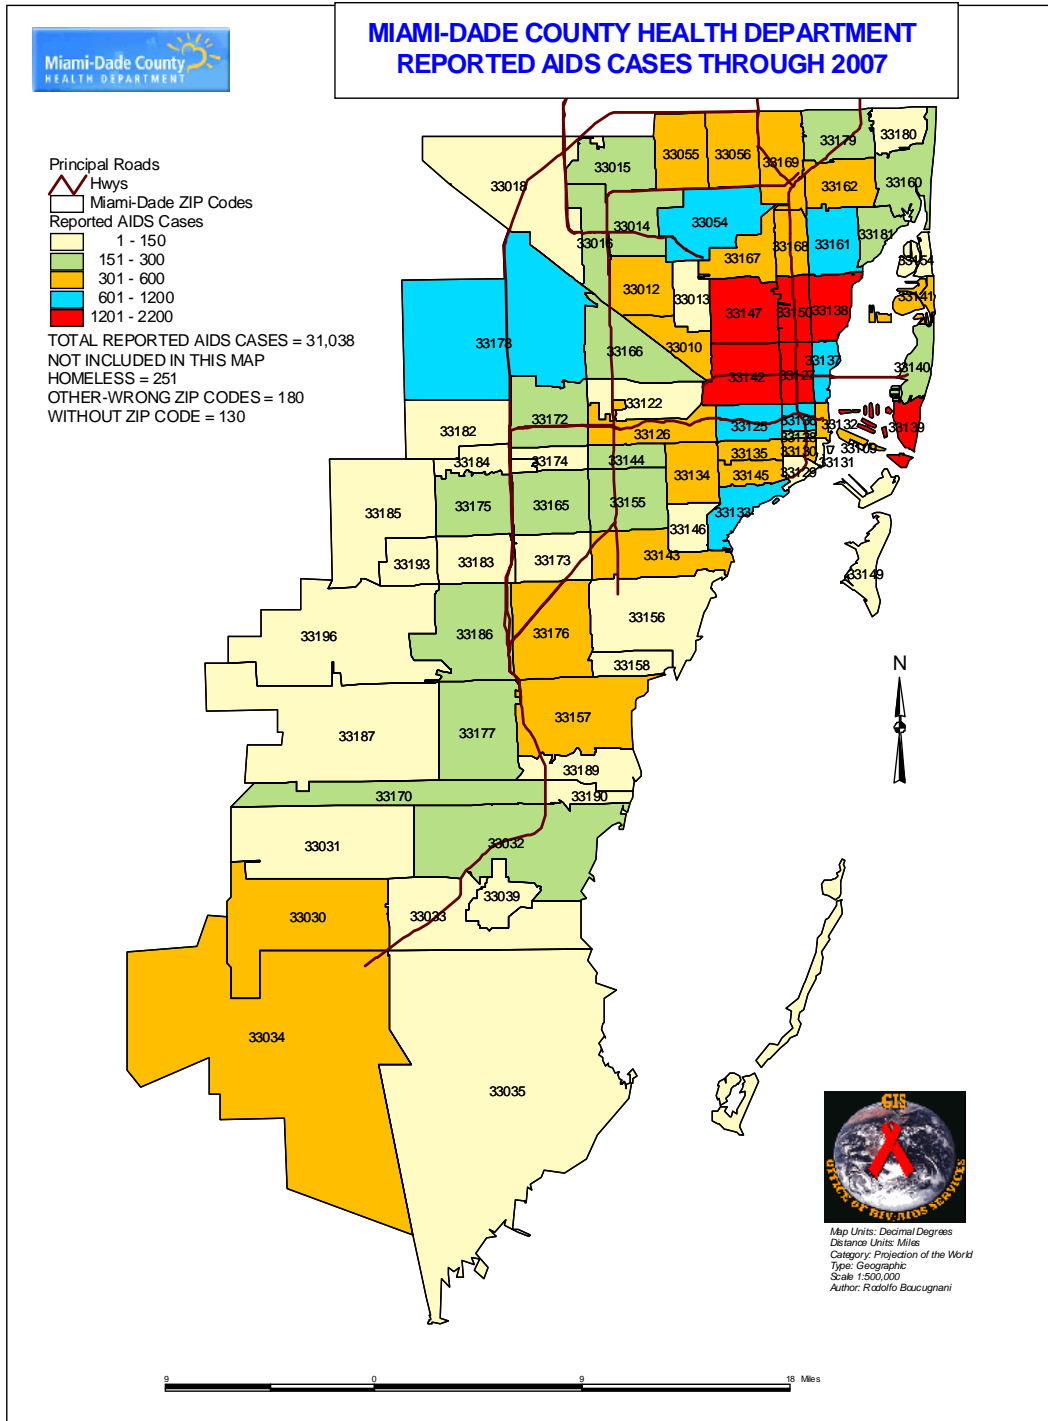 Miami-Dade County
HEALTH DEPARTMENT
MIAMI-DADE COUNTY HEALTH DEPARTMENT
REPORTED AIDS CASES THROUGH 2007
Principal Roads
Hwys
Miami-Dade ZIP Codes
Reported AIDS Cases
1 - 150
151 - 300
301 - 600
601 - 1200
1201 - 2200
TOTAL REPORTED AIDS CASES = 31,038
NOT INCLUDED IN THIS MAP
HOMELESS = 251
OTHER-WRONG ZIP CODES = 180
WITHOUT ZIP CODE = 130
33180
33179
33015
33055
33056
33169
33018
33162
33160
33054
33014
33181
33016
33168
33161
33167
33154
33012
33013
33141
33147
33150
33138
33178
33010
33166
33137
33140
33142
33127
33122
33172
33125
33136
33132
33139
33182
33126
33128
33109
33135
33130
33184
33174
33144
33131
33134
33145
33129
33175
33165
33155
33185
33133
33146
33143
33193
33183
33173
33149
33156
33196
33186
33176
33158
N
33157
33187
33177
33189
33170
33190
33031
33032
33039
33030
33033
33034
33035
GIS
OFFICE OF HIV/AIDS SERVICES
Map Units: Decimal Degrees
Distance Units: Miles
Category: Projection of the World
Type: Geographic
Scale 1:500,000
Author: Rodolfo Boucugnani
9 0 9 18 Miles